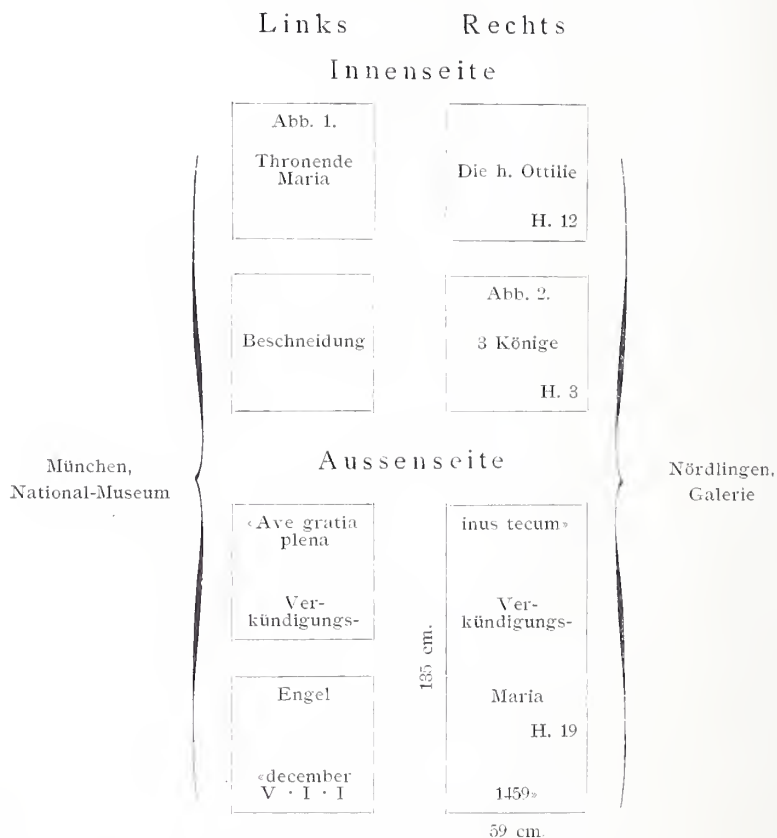 Links Rechts
Innenseite
Abb. 1.
Thronende
Maria
Die h. Ottilie
H. 12
Beschneidung
Abb. 2.
3 Könige
H. 3
München,
National-Museum
Aussenseite
Nördlingen,
Galerie
«Ave gratia
plena
Ver-
kündigungs-
Engel
«december
V · I · I
inus tecum»
Ver-
kündigungs-
Maria
H. 19
1459»
135 cm.
59 cm.